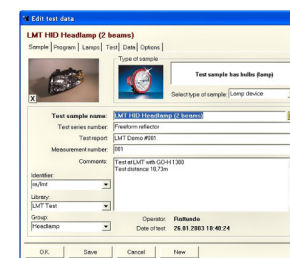 Edit test data
LMT HID Headlamp (2 beams)
Sample Program Lamps Test Data Options
Type of sample
Test sample has bulbs (lamp)
Select type of sample: Lamp device
X
Test sample name: LMT HID Headlamp (2 beams)
Test series number: Freeform reflector
Test report: LMT Demo #001
Measurement number: 001
Comments: Test at LMT with GO-H 1300
Test distance 10,73m
Identifier:
Library:
LMT Test
Group:
Headlamp
Operator: Rattunde
Date of test: 26.01.2003 18:40:24
O.K. Save Cancel New